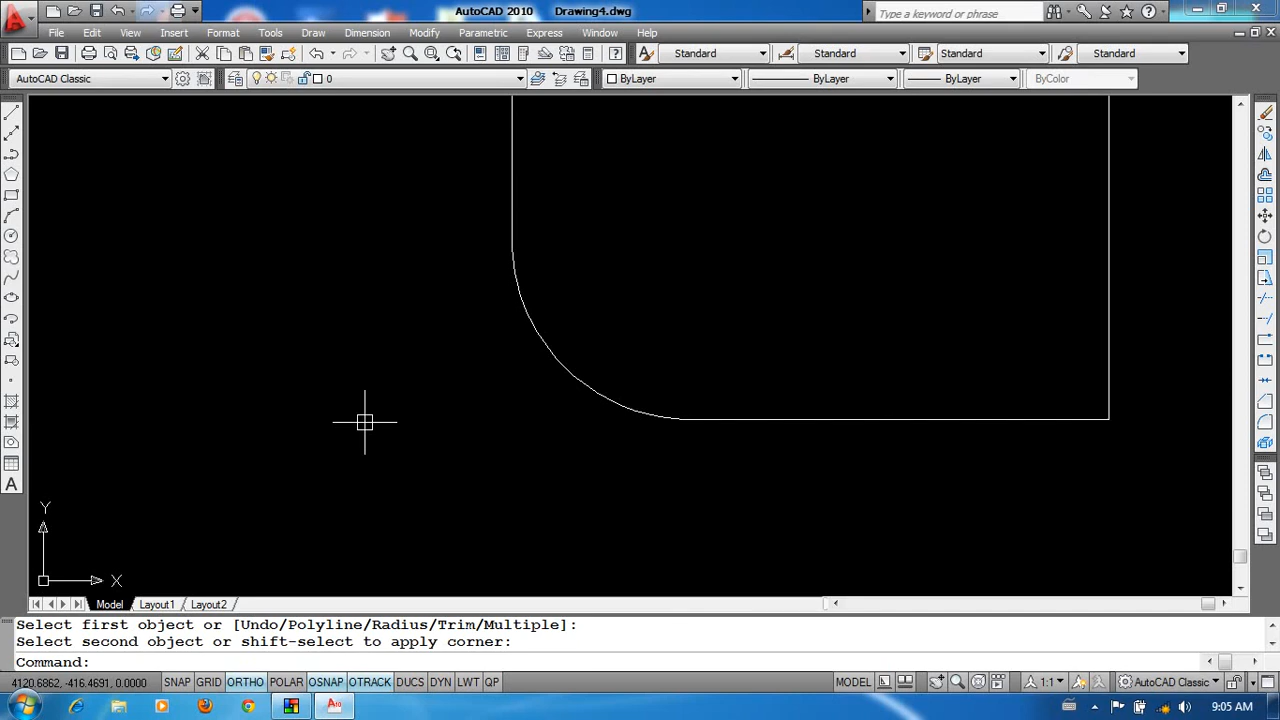 AutoCAD 2010 Drawing4.dwg
Type a keyword or phrase
File Edit View Insert Format Tools Draw Dimension Modify Parametric Express Window Help
Standard Standard Standard Standard
AutoCAD Classic 0 ByLayer ByLayer ByLayer ByColor
Y
X
Model Layout1 Layout2
Select first object or [Undo/Polyline/Radius/Trim/Multiple]:
Select second object or shift-select to apply corner:
Command:
4120.6862, -416.4691, 0.0000 SNAP GRID ORTHO POLAR OSNAP OTRACK DUCS DYN LWT QP MODEL 1:1 AutoCAD Classic
9:05 AM